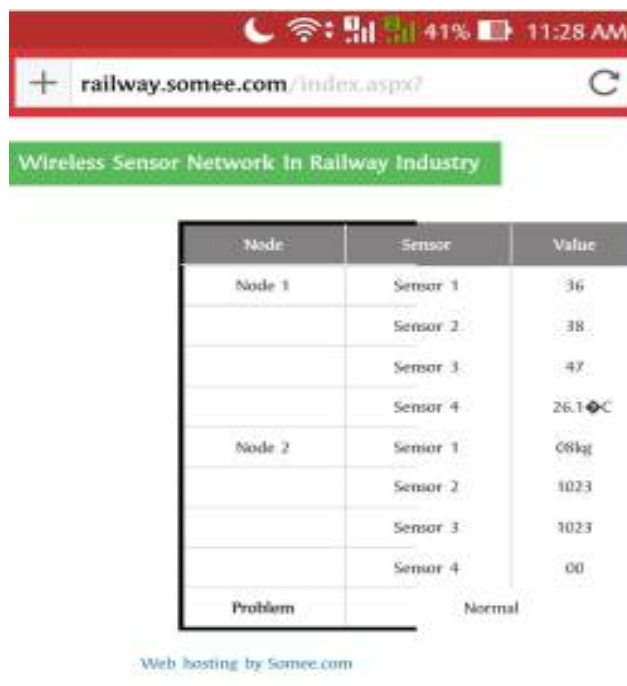 41% 11:28 AM
railway.somee.com/index.aspx?
Wireless Sensor Network In Railway Industry
Node Sensor Value
Node 1 Sensor 1 36
Sensor 2 38
Sensor 3 47
Sensor 4 26.1�C
Node 2 Sensor 1 08kg
Sensor 2 1023
Sensor 3 1023
Sensor 4 00
Problem Normal
Web hosting by Somee.com